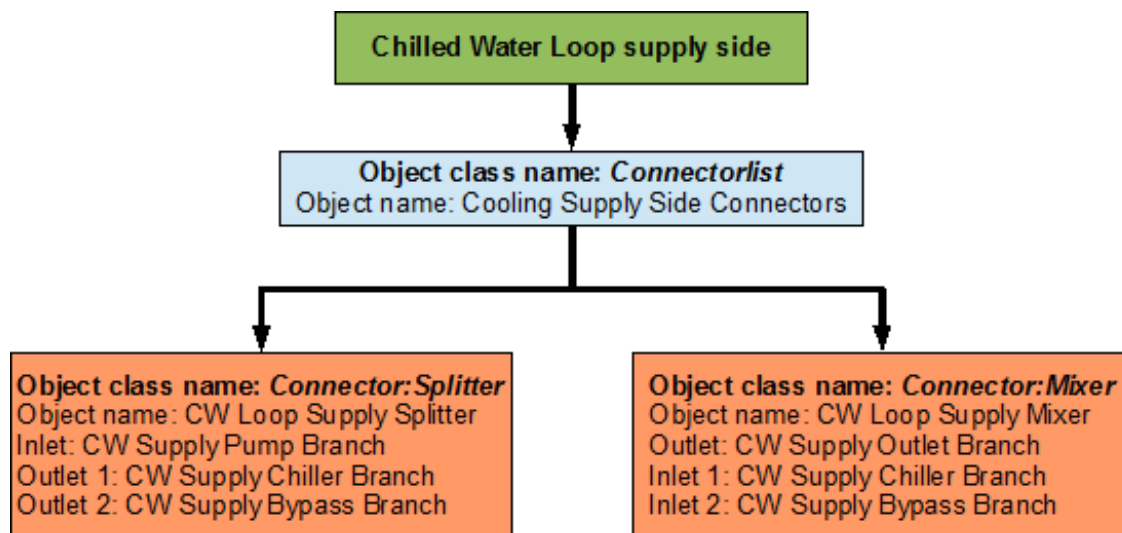 Chilled Water Loop supply side
Object class name: Connectorlist
Object name: Cooling Supply Side Connectors
Object class name: Connector:Splitter
Object name: CW Loop Supply Splitter
Inlet: CW Supply Pump Branch
Outlet 1: CW Supply Chiller Branch
Outlet 2: CW Supply Bypass Branch
Object class name: Connector:Mixer
Object name: CW Loop Supply Mixer
Outlet: CW Supply Outlet Branch
Inlet 1: CW Supply Chiller Branch
Inlet 2: CW Supply Bypass Branch